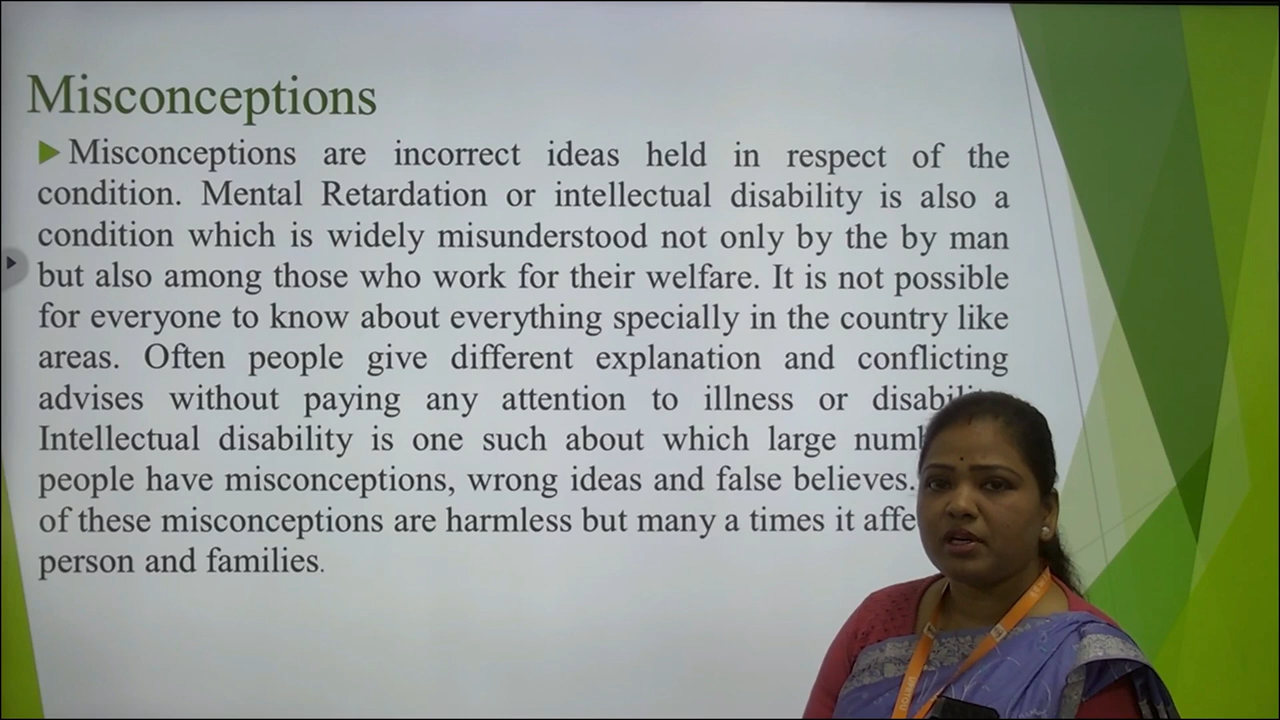 Misconceptions
Misconceptions are incorrect ideas held in respect of the
condition. Mental Retardation or intellectual disability is also a
condition which is widely misunderstood not only by the by man
but also among those who work for their welfare. It is not possible
for everyone to know about everything specially in the country like
areas. Often people give different explanation and conflicting
advises without paying any attention to illness or
Intellectual disability is one such about which large
people have misconceptions, wrong ideas and false believes.
of these misconceptions are harmless but many a times it
person and families.